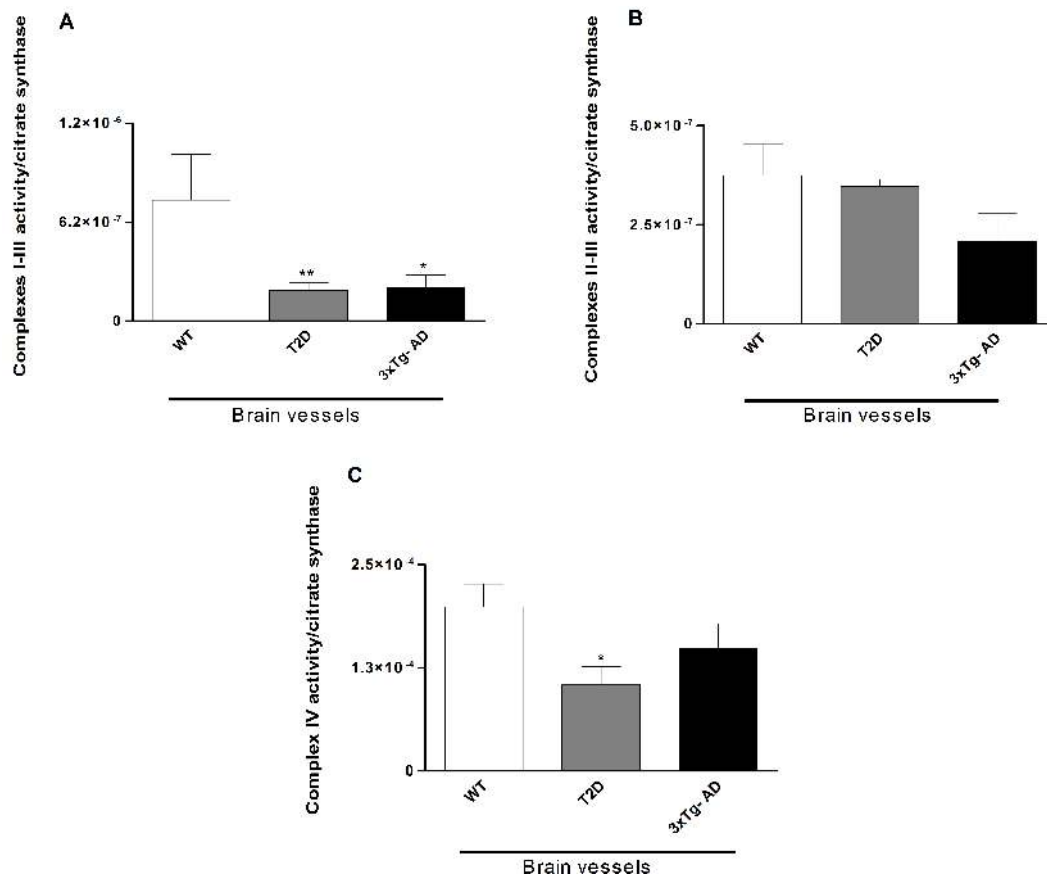 A
Complexes I-III activity/citrate synthase
1.2×10⁻⁶
6.2×10⁻⁷
0
**
*
WT
T2D
3xTg- AD
Brain vessels
B
Complexes II-III activity/citrate synthase
5.0×10⁻⁷
2.5×10⁻⁷
0
WT
T2D
3xTg- AD
Brain vessels
C
Complex IV activity/citrate synthase
2.5×10⁻⁴
1.3×10⁻⁴
0
*
WT
T2D
3xTg- AD
Brain vessels